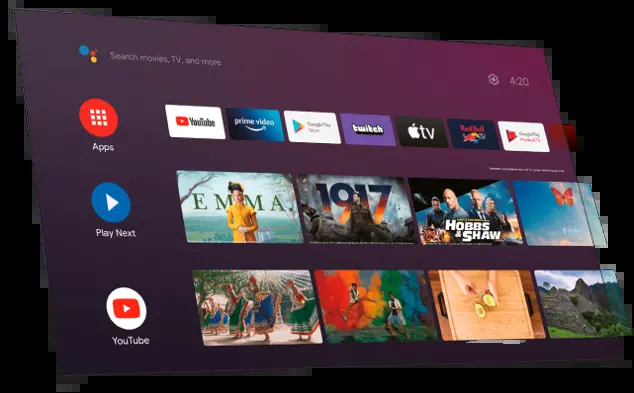 Search movies, TV, and more
4:20
Apps
YouTube
prime video
Google Play
Store
twitch
tv
Red Bull
TV
Google Play
Movies & TV
Play Next
EMMA.
1917
HOBBS
& SHAW
YouTube